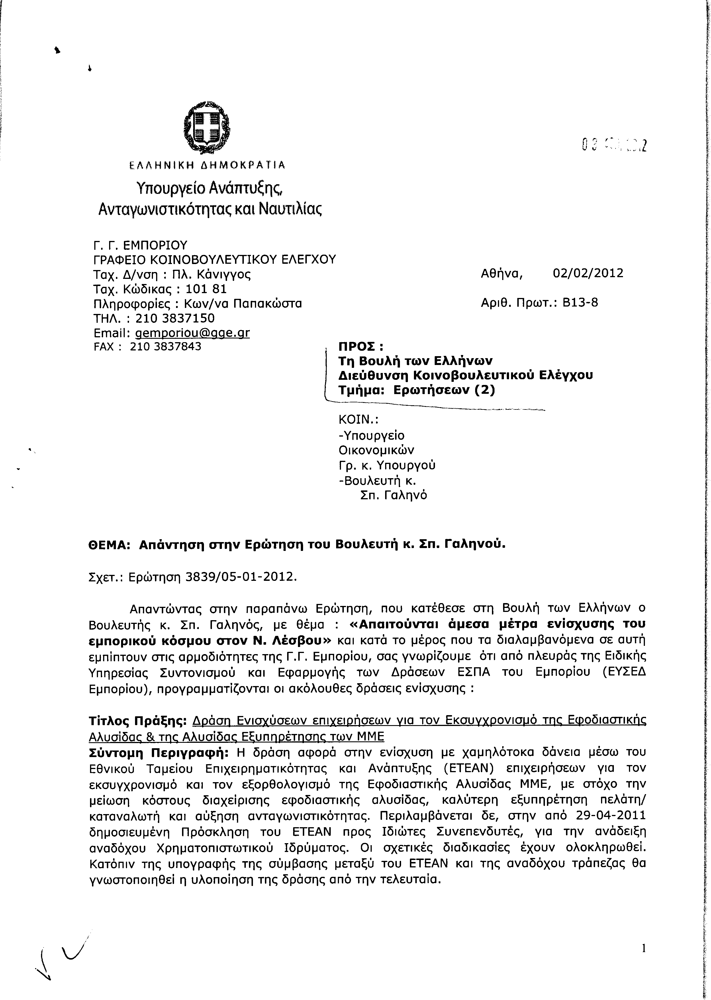 ΕΛΛΗΝΙΚΗ ΔΗΜΟΚΡΑΤΙΑ
Υπουργείο Ανάπτυξης,
Ανταγωνιστικότητας και Ναυτιλίας
Γ. Γ. ΕΜΠΟΡΙΟΥ
ΓΡΑΦΕΙΟ ΚΟΙΝΟΒΟΥΛΕΥΤΙΚΟΥ ΕΛΕΓΧΟΥ
Ταχ. Δ/νση : Πλ. Κάνιγγος
Ταχ. Κώδικας : 101 81
Πληροφορίες : Κων/να Παπακώστα
ΤΗΛ. : 210 3837150
Email: gemporiou@gge.gr
FAX : 210 3837843
Αθήνα, 02/02/2012
Αριθ. Πρωτ.: Β13-8
ΠΡΟΣ :
Τη Βουλή των Ελλήνων
Διεύθυνση Κοινοβουλευτικού Ελέγχου
Τμήμα: Ερωτήσεων (2)
ΚΟΙΝ.:
-Υπουργείο
Οικονομικών
Γρ. κ. Υπουργού
-Βουλευτή κ.
Σπ. Γαληνό
ΘΕΜΑ: Απάντηση στην Ερώτηση του Βουλευτή κ. Σπ. Γαληνού.
Σχετ.: Ερώτηση 3839/05-01-2012.
Απαντώντας στην παραπάνω Ερώτηση, που κατέθεσε στη Βουλή των Ελλήνων ο
Βουλευτής κ. Σπ. Γαληνός, με θέμα : «Απαιτούνται άμεσα μέτρα ενίσχυσης του
εμπορικού κόσμου στον Ν. Λέσβου» και κατά το μέρος που τα διαλαμβανόμενα σε αυτή
εμπίπτουν στις αρμοδιότητες της Γ.Γ. Εμπορίου, σας γνωρίζουμε ότι από πλευράς της Ειδικής
Υπηρεσίας Συντονισμού και Εφαρμογής των Δράσεων ΕΣΠΑ του Εμπορίου (ΕΥΣΕΔ
Εμπορίου), προγραμματίζονται οι ακόλουθες δράσεις ενίσχυσης :
Τίτλος Πράξης: Δράση Ενισχύσεων επιχειρήσεων για τον Εκσυγχρονισμό της Εφοδιαστικής
Αλυσίδας & της Αλυσίδας Εξυπηρέτησης των ΜΜΕ
Σύντομη Περιγραφή: Η δράση αφορά στην ενίσχυση με χαμηλότοκα δάνεια μέσω του
Εθνικού Ταμείου Επιχειρηματικότητας και Ανάπτυξης (ΕΤΕΑΝ) επιχειρήσεων για τον
εκσυγχρονισμό και τον εξορθολογισμό της Εφοδιαστικής Αλυσίδας ΜΜΕ, με στόχο την
μείωση κόστους διαχείρισης εφοδιαστικής αλυσίδας, καλύτερη εξυπηρέτηση πελάτη/
καταναλωτή και αύξηση ανταγωνιστικότητας. Περιλαμβάνεται δε, στην από 29-04-2011
δημοσιευμένη Πρόσκληση του ΕΤΕΑΝ προς Ιδιώτες Συνεπενδυτές, για την ανάδειξη
αναδόχου Χρηματοπιστωτικού Ιδρύματος. Οι σχετικές διαδικασίες έχουν ολοκληρωθεί.
Κατόπιν της υπογραφής της σύμβασης μεταξύ του ΕΤΕΑΝ και της αναδόχου τράπεζας θα
γνωστοποιηθεί η υλοποίηση της δράσης από την τελευταία.
1